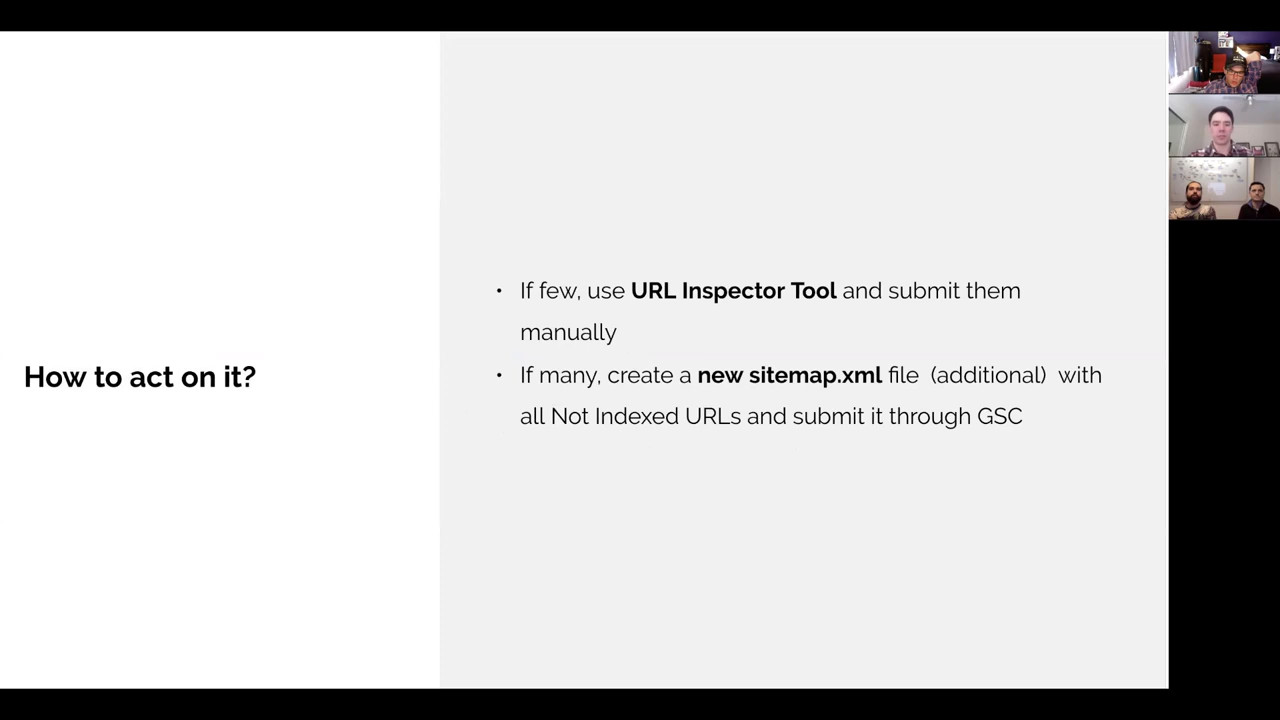 How to act on it?
• If few, use URL Inspector Tool and submit them
manually
• If many, create a new sitemap.xml file (additional) with
all Not Indexed URLs and submit it through GSC